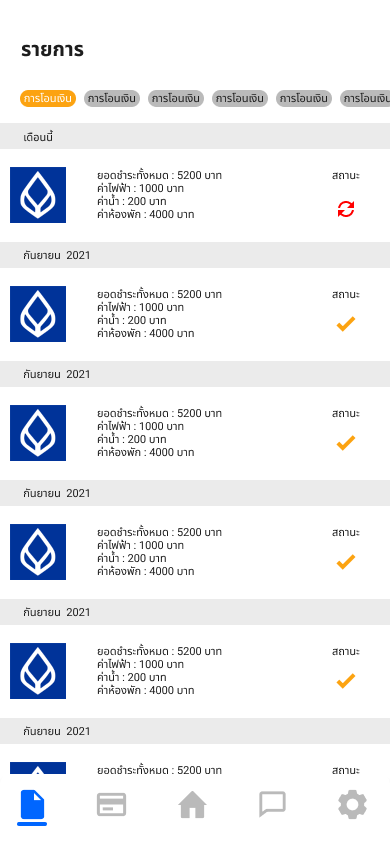 รายการ
การโอนเงิน การโอนเงิน การโอนเงิน การโอนเงิน การโอนเงิน การโอนเงิน
เดือนนี้
ยอดชำระทั้งหมด : 5200 บาท
สถานะ
ค่าไฟฟ้า : 1000 บาท
ค่าน้ำ : 200 บาท
ค่าห้องพัก : 4000 บาท
กันยายน 2021
ยอดชำระทั้งหมด : 5200 บาท
สถานะ
ค่าไฟฟ้า : 1000 บาท
ค่าน้ำ : 200 บาท
ค่าห้องพัก : 4000 บาท
กันยายน 2021
ยอดชำระทั้งหมด : 5200 บาท
สถานะ
ค่าไฟฟ้า : 1000 บาท
ค่าน้ำ : 200 บาท
ค่าห้องพัก : 4000 บาท
กันยายน 2021
ยอดชำระทั้งหมด : 5200 บาท
สถานะ
ค่าไฟฟ้า : 1000 บาท
ค่าน้ำ : 200 บาท
ค่าห้องพัก : 4000 บาท
กันยายน 2021
ยอดชำระทั้งหมด : 5200 บาท
สถานะ
ค่าไฟฟ้า : 1000 บาท
ค่าน้ำ : 200 บาท
ค่าห้องพัก : 4000 บาท
กันยายน 2021
ยอดชำระทั้งหมด : 5200 บาท
สถานะ